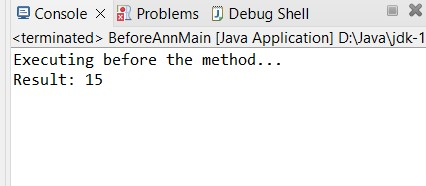 Console Problems Debug Shell
<terminated> BeforeAnnMain [Java Application] D:\Java\jdk-1
Executing before the method...
Result: 15